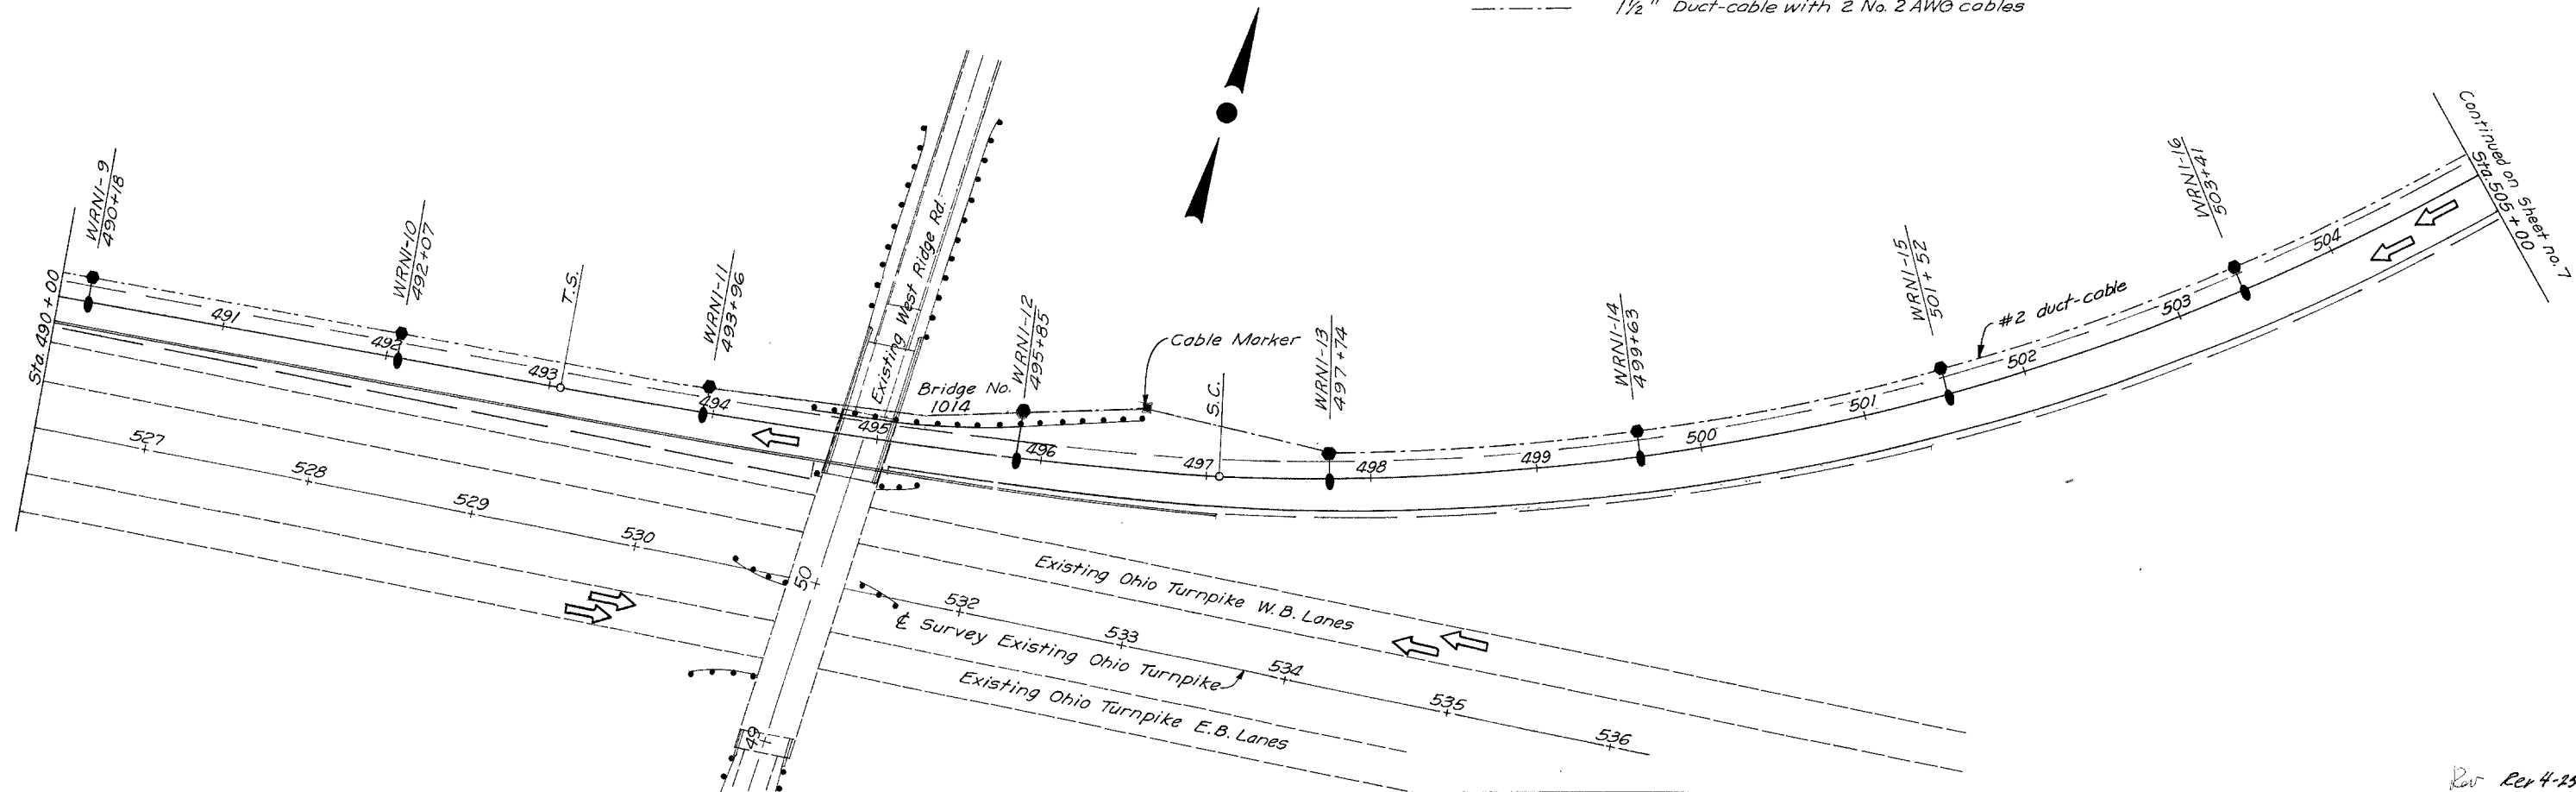 1½" Duct-cable with 2 No. 2 AWG cables
Continued on Sheet no. 7
Sta. 505+00
Sta. 490+00
WRN1-9
490+18
WRN1-10
492+07
T.S.
WRN1-11
493+96
Existing West Ridge Rd.
Bridge No.
1014
WRN1-12
495+85
Cable Marker
S.C.
WRN1-13
497+74
WRN1-14
499+63
WRN1-15
501+52
#2 duct-cable
WRN1-16
503+41
491
492
493
494
495
496
497
498
499
500
501
502
503
504
527
528
529
530
50
532
533
534
535
536
49
Existing Ohio Turnpike W.B. Lanes
℄ Survey Existing Ohio Turnpike
Existing Ohio Turnpike E.B. Lanes
Rev Rev 4-25